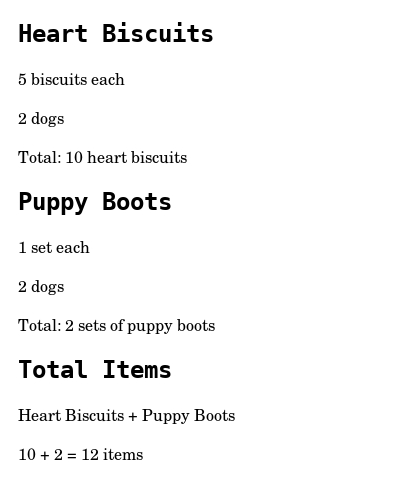 Heart Biscuits
5 biscuits each
2 dogs
Total: 10 heart biscuits
Puppy Boots
1 set each
2 dogs
Total: 2 sets of puppy boots
Total Items
Heart Biscuits + Puppy Boots
10 + 2 = 12 items